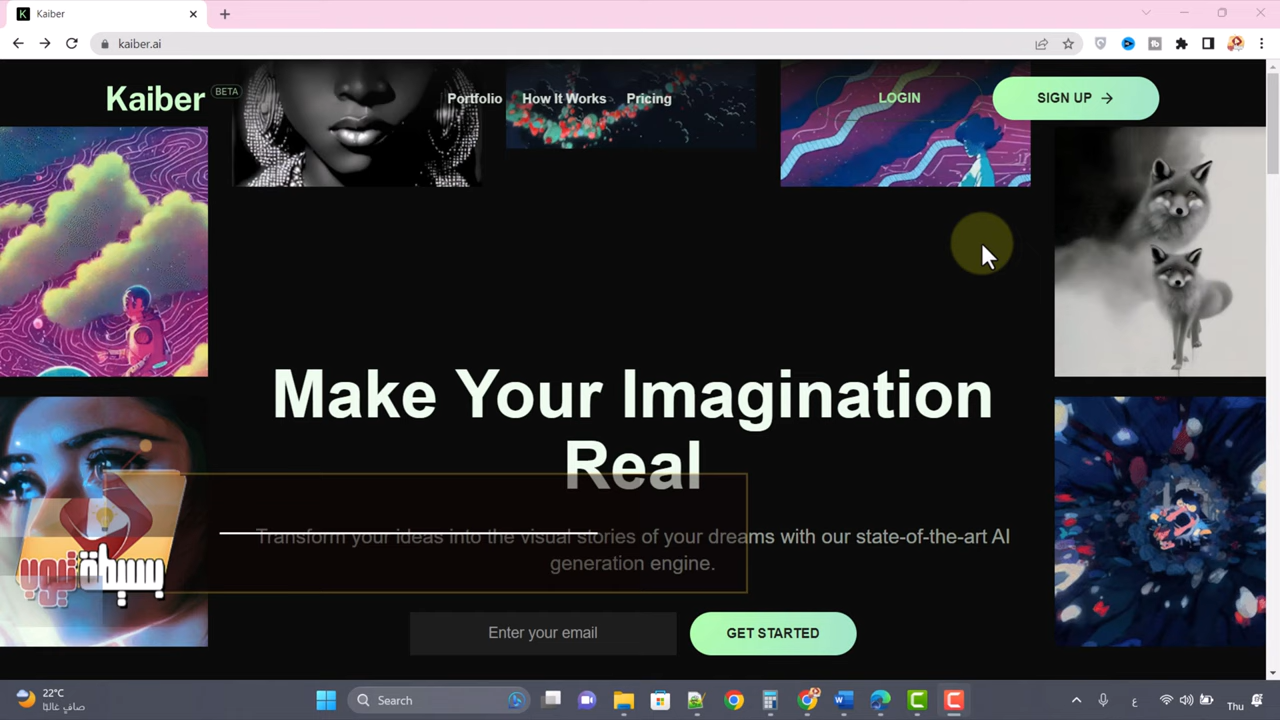 Kaiber
kaiber.ai
Kaiber BETA
Portfolio
How It Works
Pricing
LOGIN
SIGN UP
Make Your Imagination
Real
Transform your ideas into the visual stories of your dreams with our state-of-the-art AI
generation engine.
بسيطة تيوب
Enter your email
GET STARTED
22°C
صافٍ غالبًا
Search
ع
Thu